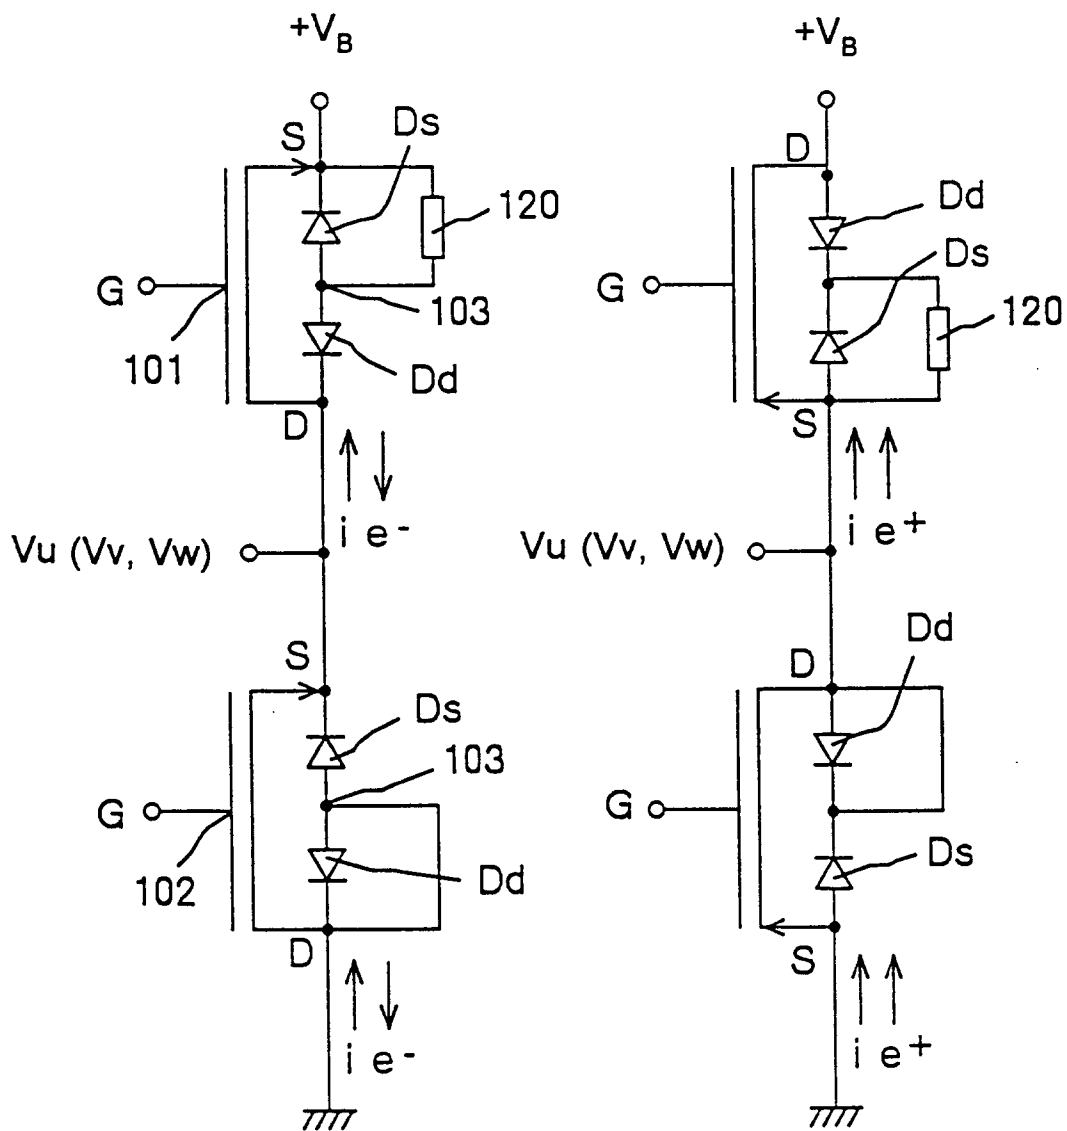 +V_B
S
Ds
120
G
103
101
Dd
D
i e-
Vu (Vv, Vw)
S
Ds
103
G
102
Dd
D
i e-
+V_B
D
Dd
Ds
G
120
S
i e+
Vu (Vv, Vw)
Dd
D
G
Ds
S
i e+